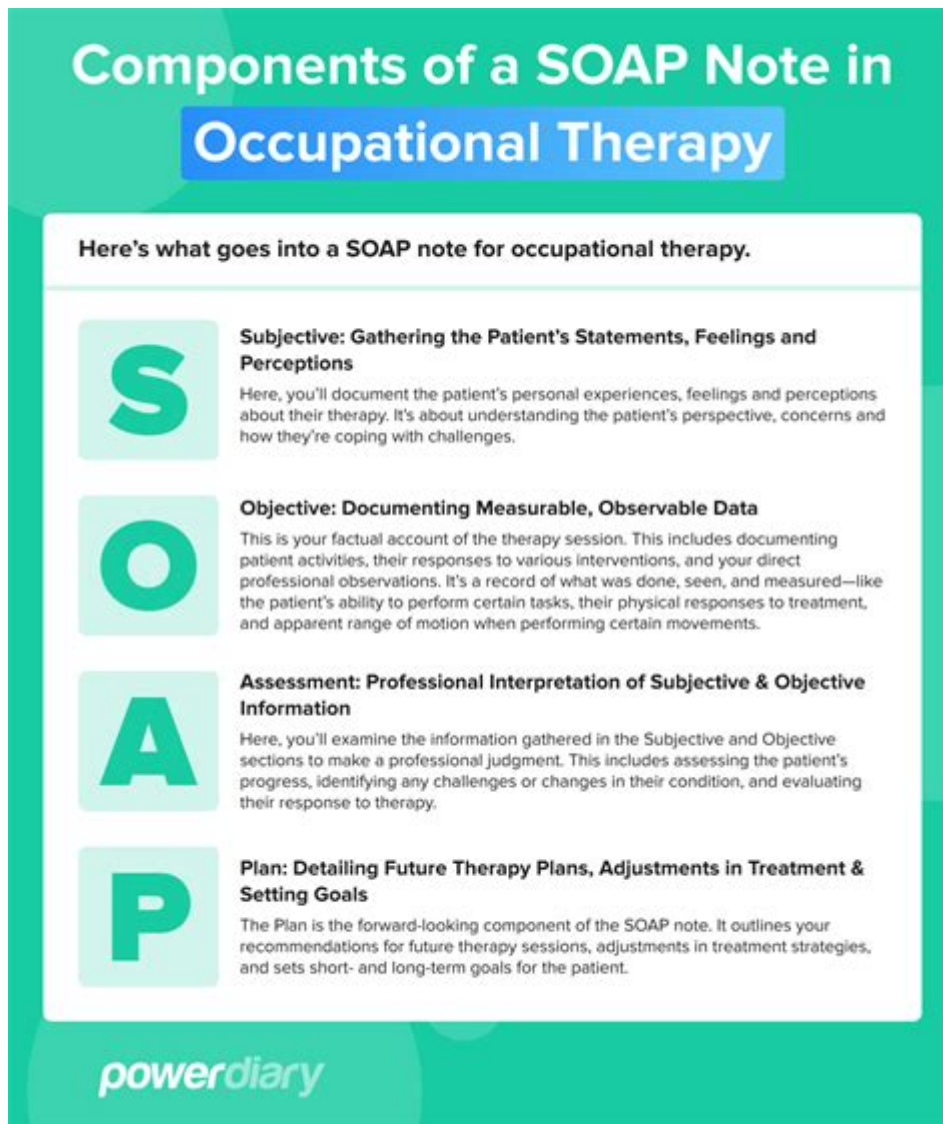 Components of a SOAP Note in
Occupational Therapy
Here’s what goes into a SOAP note for occupational therapy.
S
Subjective: Gathering the Patient’s Statements, Feelings and
Perceptions
Here, you’ll document the patient’s personal experiences, feelings and perceptions
about their therapy. It’s about understanding the patient’s perspective, concerns and
how they’re coping with challenges.
O
Objective: Documenting Measurable, Observable Data
This is your factual account of the therapy session. This includes documenting
patient activities, their responses to various interventions, and your direct
professional observations. It’s a record of what was done, seen, and measured—like
the patient’s ability to perform certain tasks, their physical responses to treatment,
and apparent range of motion when performing certain movements.
A
Assessment: Professional Interpretation of Subjective & Objective
Information
Here, you’ll examine the information gathered in the Subjective and Objective
sections to make a professional judgment. This includes assessing the patient’s
progress, identifying any challenges or changes in their condition, and evaluating
their response to therapy.
P
Plan: Detailing Future Therapy Plans, Adjustments in Treatment &
Setting Goals
The Plan is the forward-looking component of the SOAP note. It outlines your
recommendations for future therapy sessions, adjustments in treatment strategies,
and sets short- and long-term goals for the patient.
powerdiary